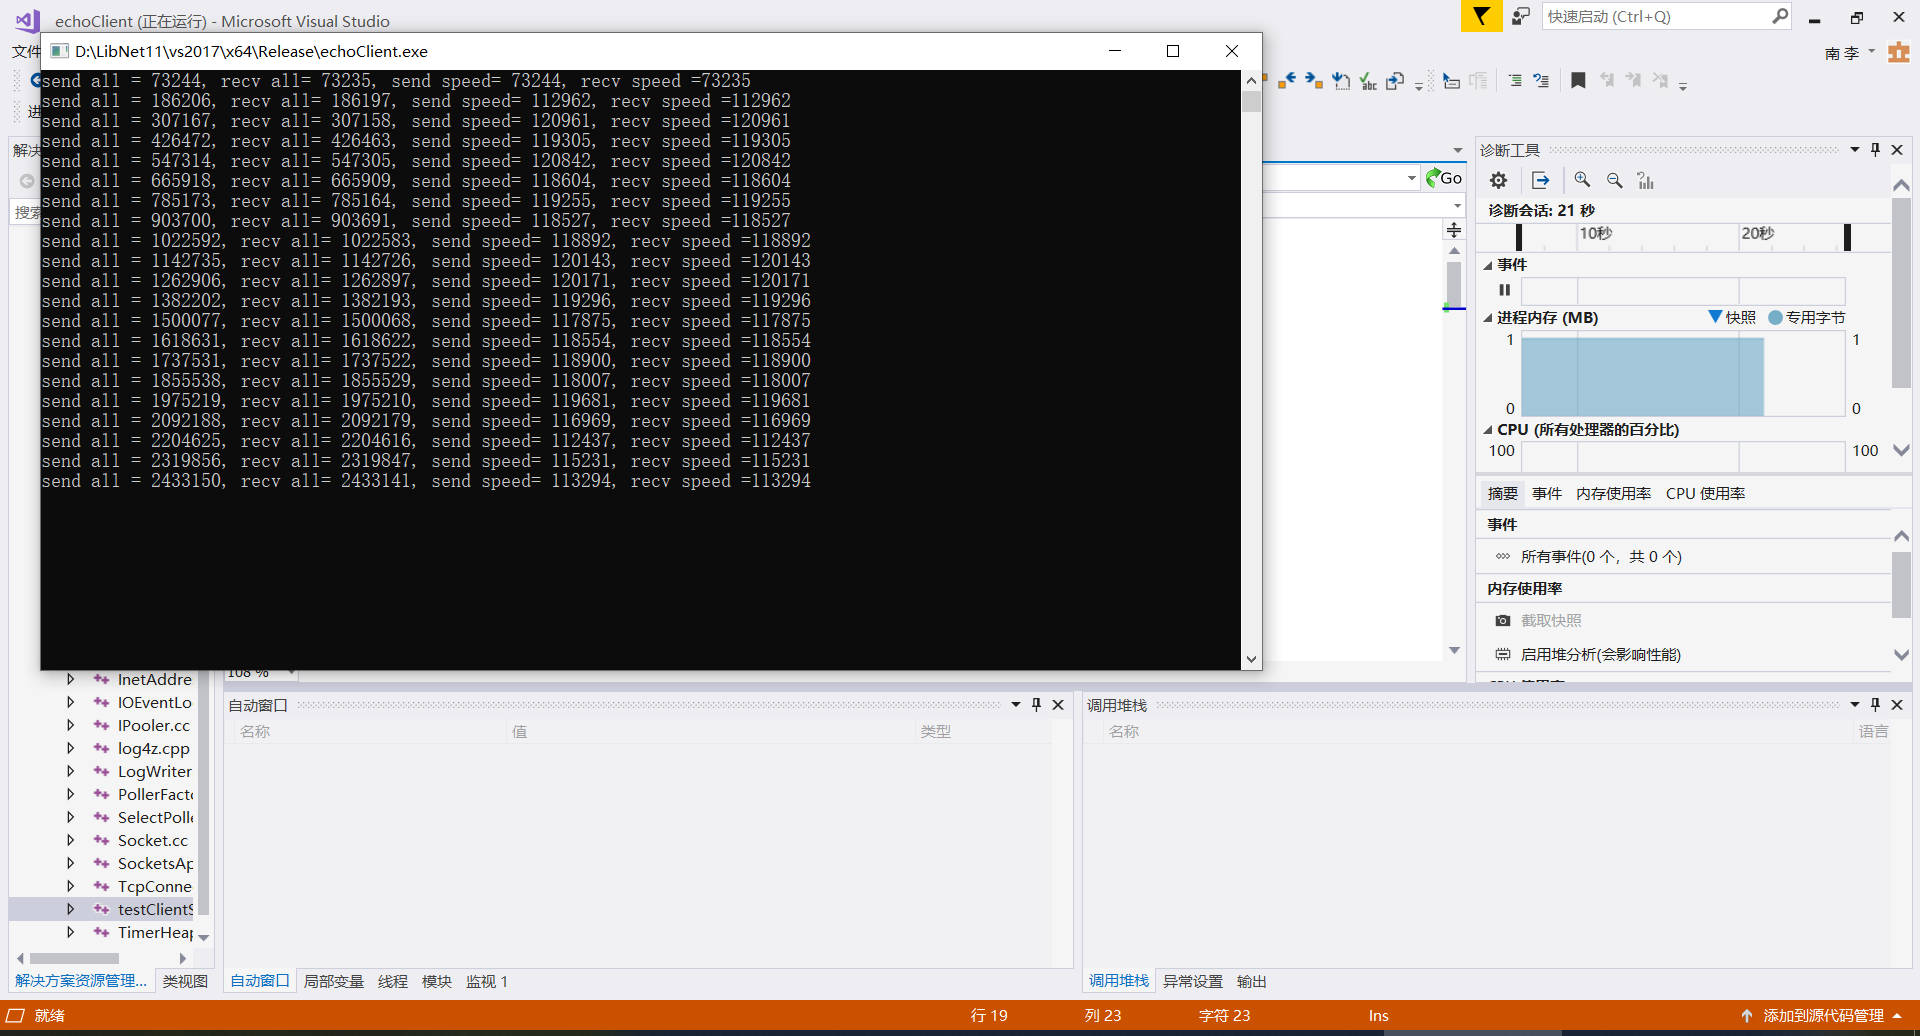 echoClient (正在运行) - Microsoft Visual Studio
快速启动 (Ctrl+Q)
文件
南 李
D:\LibNet11\vs2017\x64\Release\echoClient.exe
进
send all = 73244, recv all= 73235, send speed= 73244, recv speed =73235
send all = 186206, recv all= 186197, send speed= 112962, recv speed =112962
send all = 307167, recv all= 307158, send speed= 120961, recv speed =120961
send all = 426472, recv all= 426463, send speed= 119305, recv speed =119305
send all = 547314, recv all= 547305, send speed= 120842, recv speed =120842
send all = 665918, recv all= 665909, send speed= 118604, recv speed =118604
send all = 785173, recv all= 785164, send speed= 119255, recv speed =119255
send all = 903700, recv all= 903691, send speed= 118527, recv speed =118527
send all = 1022592, recv all= 1022583, send speed= 118892, recv speed =118892
send all = 1142735, recv all= 1142726, send speed= 120143, recv speed =120143
send all = 1262906, recv all= 1262897, send speed= 120171, recv speed =120171
send all = 1382202, recv all= 1382193, send speed= 119296, recv speed =119296
send all = 1500077, recv all= 1500068, send speed= 117875, recv speed =117875
send all = 1618631, recv all= 1618622, send speed= 118554, recv speed =118554
send all = 1737531, recv all= 1737522, send speed= 118900, recv speed =118900
send all = 1855538, recv all= 1855529, send speed= 118007, recv speed =118007
send all = 1975219, recv all= 1975210, send speed= 119681, recv speed =119681
send all = 2092188, recv all= 2092179, send speed= 116969, recv speed =116969
send all = 2204625, recv all= 2204616, send speed= 112437, recv speed =112437
send all = 2319856, recv all= 2319847, send speed= 115231, recv speed =115231
send all = 2433150, recv all= 2433141, send speed= 113294, recv speed =113294
解决
搜索
Go
诊断工具
诊断会话: 21 秒
10秒 20秒
事件
进程内存 (MB) 快照 专用字节
1 1
0 0
CPU (所有处理器的百分比)
100 100
摘要 事件 内存使用率 CPU 使用率
事件
所有事件(0 个，共 0 个)
内存使用率
截取快照
启用堆分析(会影响性能)
108 %
InetAddre
IOEventLo
IPooler.cc
log4z.cpp
LogWriter
PollerFact
SelectPolle
Socket.cc
SocketsAp
TcpConne
testClientS
TimerHeap
解决方案资源管理... 类视图
自动窗口
名称 值 类型
自动窗口 局部变量 线程 模块 监视 1
调用堆栈
名称 语言
调用堆栈 异常设置 输出
就绪 行 19 列 23 字符 23 Ins 添加到源代码管理